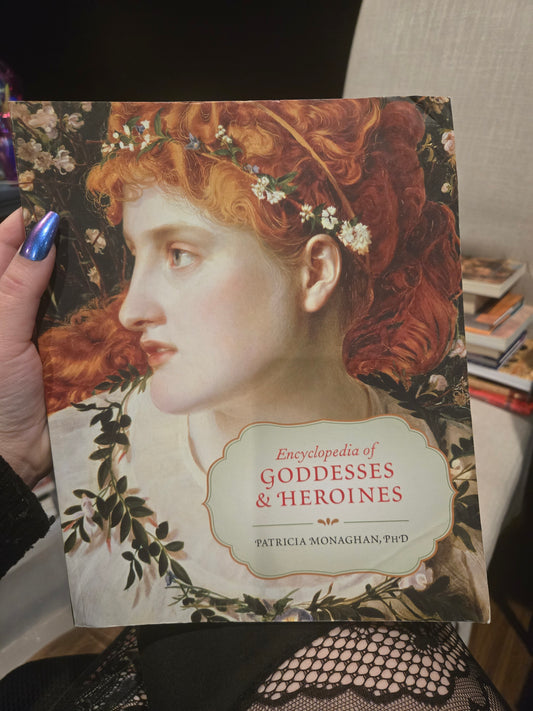 Encyclopedia of
GODDESSES
& HEROINES
PATRICIA MONAGHAN, PHD